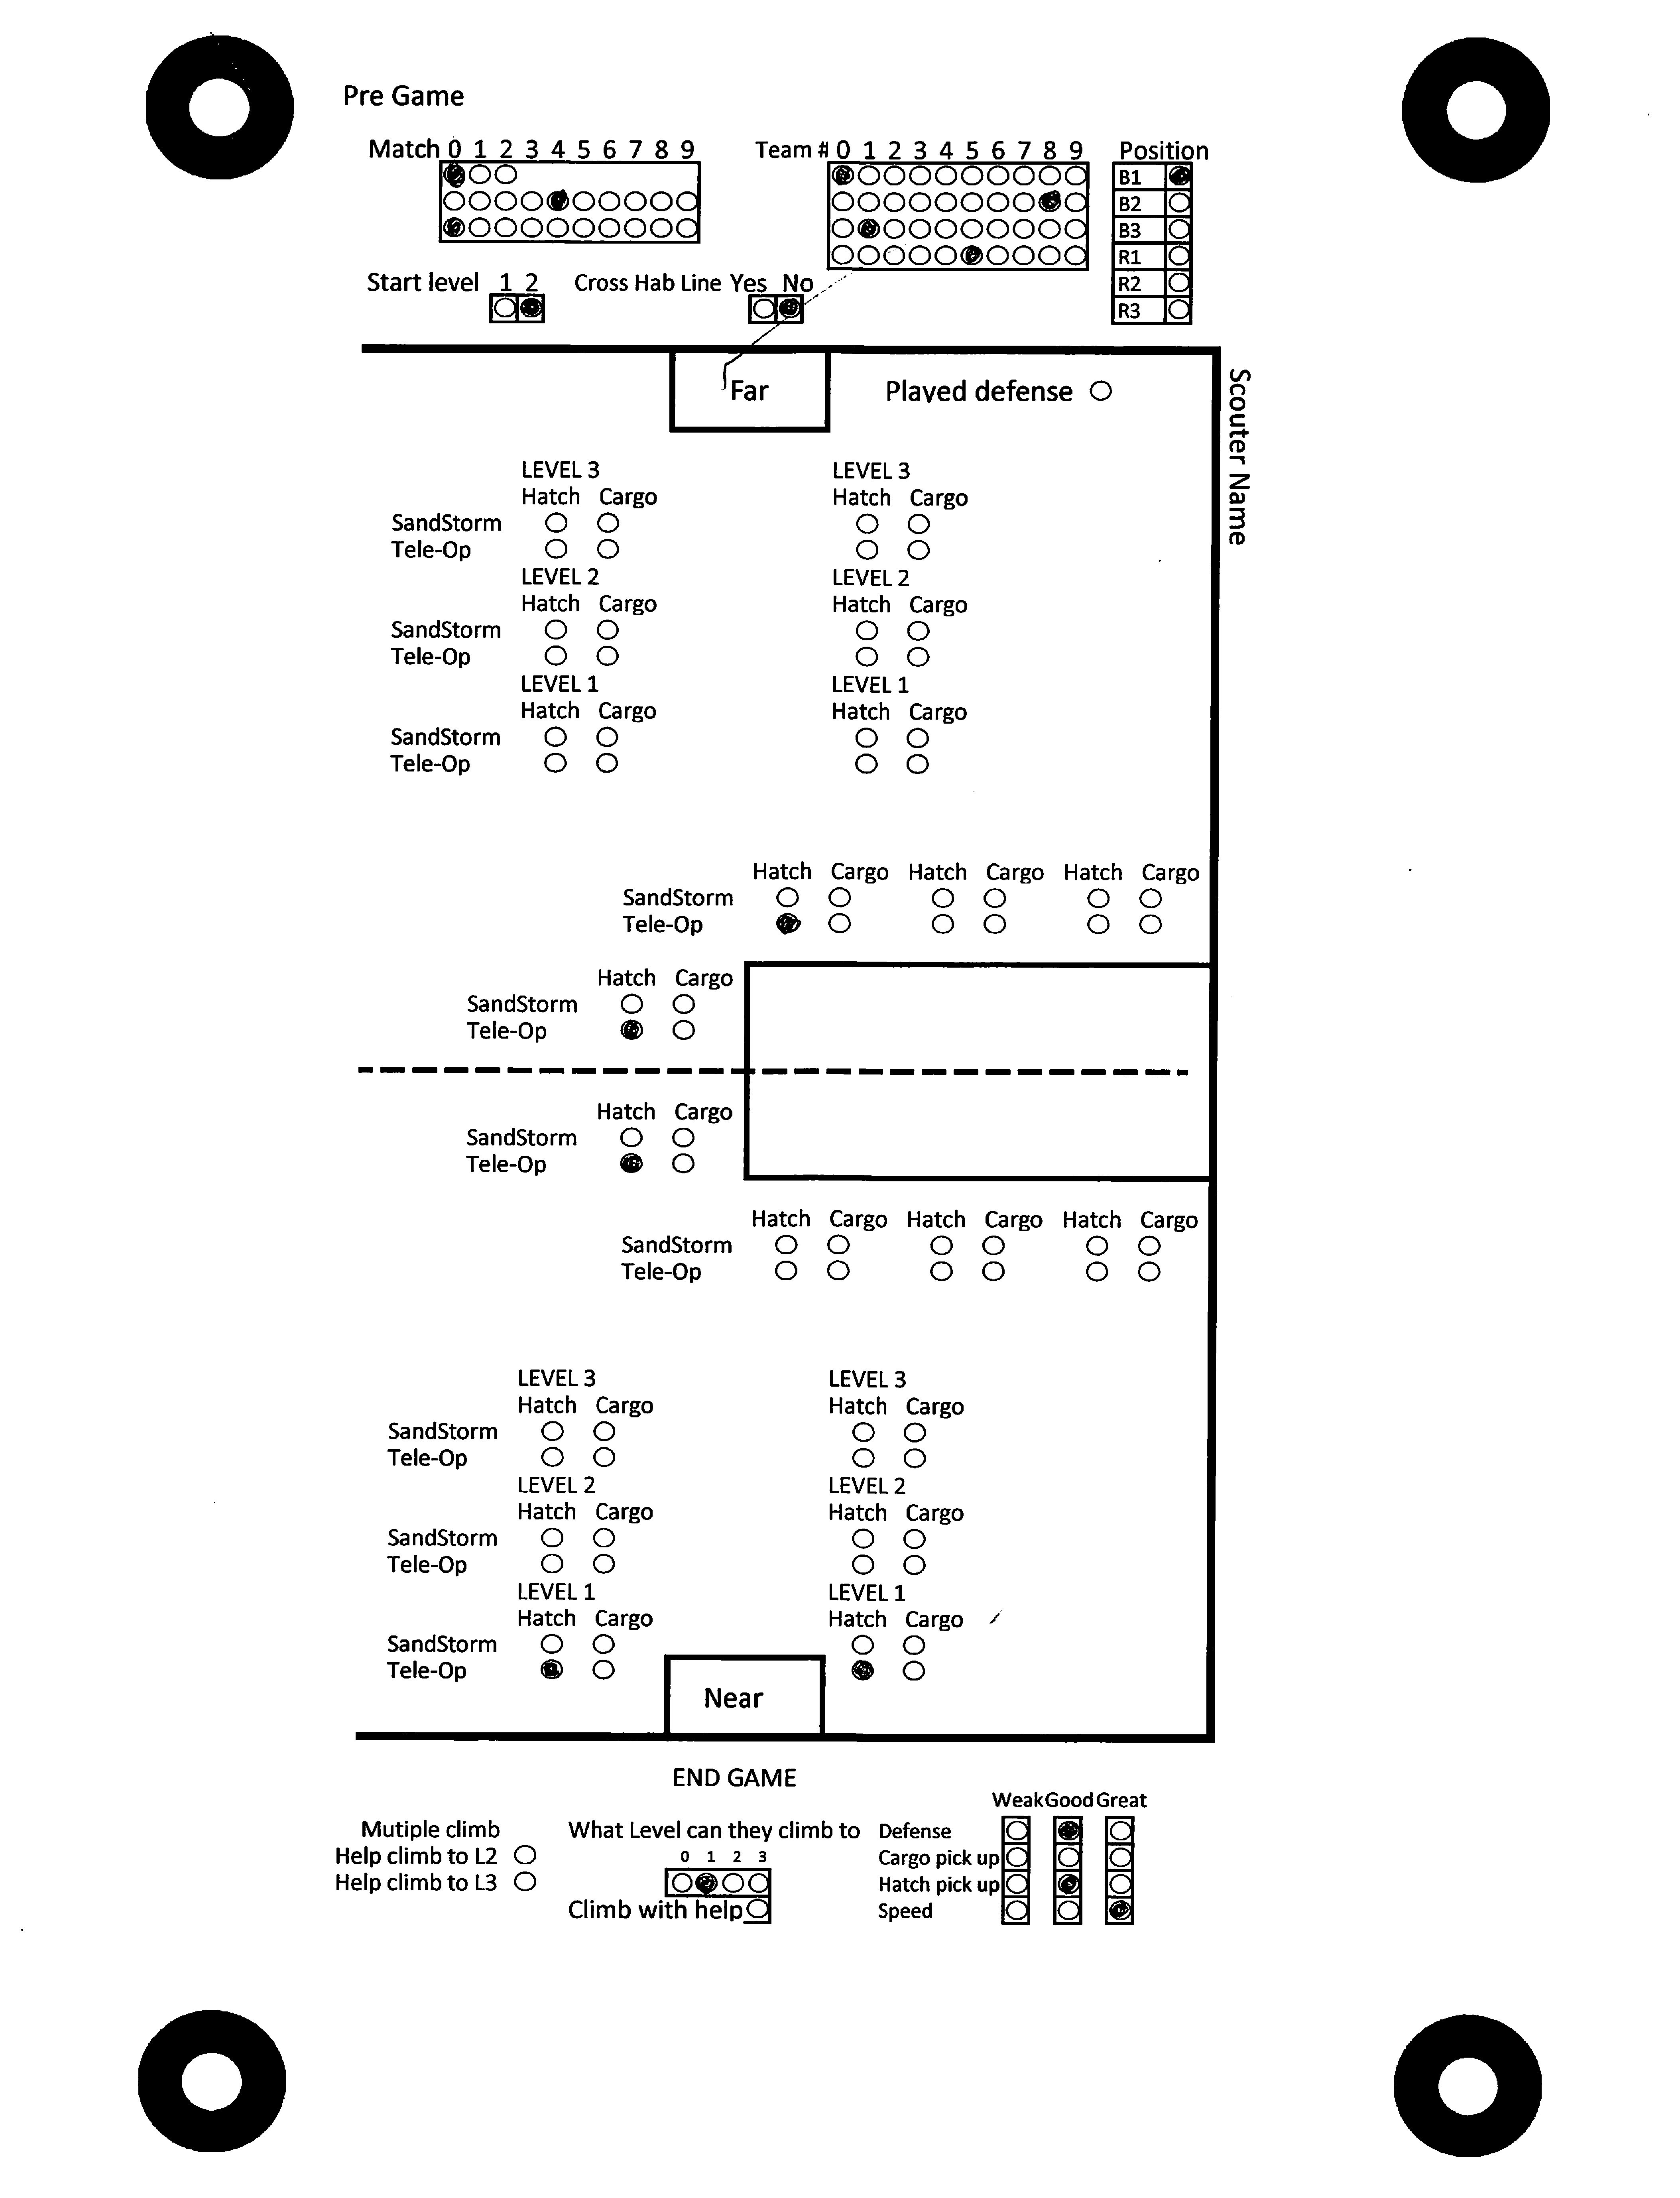 Pre Game
Match 0 1 2 3 4 5 6 7 8 9
Team # 0 1 2 3 4 5 6 7 8 9
Position
B1
B2
B3
R1
R2
R3
Start level 1 2
Cross Hab Line Yes No
Far
Played defense
Scouter Name
LEVEL 3 LEVEL 3
Hatch Cargo Hatch Cargo
SandStorm
Tele-Op
LEVEL 2 LEVEL 2
Hatch Cargo Hatch Cargo
SandStorm
Tele-Op
LEVEL 1 LEVEL 1
Hatch Cargo Hatch Cargo
SandStorm
Tele-Op
Hatch Cargo Hatch Cargo Hatch Cargo
SandStorm
Tele-Op
Hatch Cargo
SandStorm
Tele-Op
Hatch Cargo
SandStorm
Tele-Op
Hatch Cargo Hatch Cargo Hatch Cargo
SandStorm
Tele-Op
LEVEL 3 LEVEL 3
Hatch Cargo Hatch Cargo
SandStorm
Tele-Op
LEVEL 2 LEVEL 2
Hatch Cargo Hatch Cargo
SandStorm
Tele-Op
LEVEL 1 LEVEL 1
Hatch Cargo Hatch Cargo
SandStorm
Tele-Op
Near
END GAME
Mutiple climb
Help climb to L2
Help climb to L3
What Level can they climb to
0 1 2 3
Climb with help
Weak Good Great
Defense
Cargo pick up
Hatch pick up
Speed